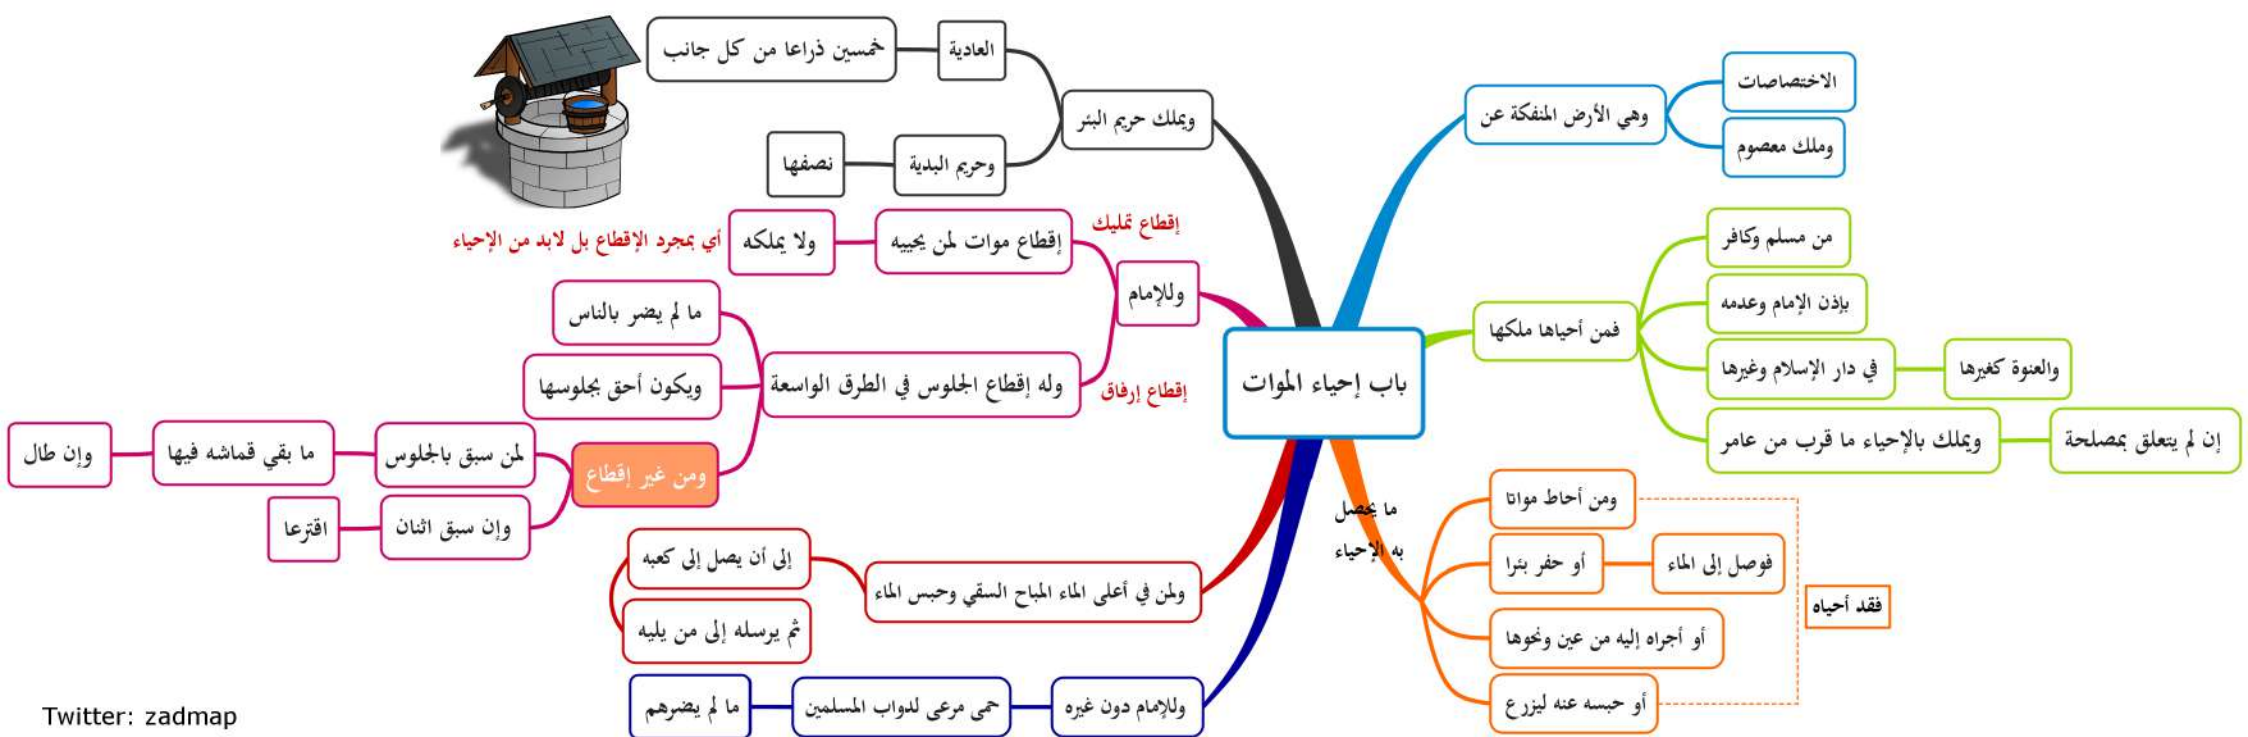 باب إحياء الموات
وهي الأرض المنفكة عن
الاختصاصات
وملك معصوم
فمن أحياها ملكها
من مسلم وكافر
بإذن الإمام وعدمه
في دار الإسلام وغيرها
والعنوة كغيرها
ويملك بالإحياء ما قرب من عامر
إن لم يتعلق بمصلحة
ما يحصل
به الإحياء
ومن أحاط مواتا
أو حفر بئرا
فوصل إلى الماء
أو أجراه إليه من عين ونحوها
أو حبسه عنه ليزرع
فقد أحياه
ويملك حريم البئر
العادية
خمسين ذراعا من كل جانب
وحريم البدية
نصفها
وللإمام
إقطاع تمليك
إقطاع موات لمن يحييه
ولا يملكه
أي بمجرد الإقطاع بل لابد من الإحياء
إقطاع إرفاق
وله إقطاع الجلوس في الطرق الواسعة
ما لم يضر بالناس
ويكون أحق بجلوسها
ومن غير إقطاع
لمن سبق بالجلوس
ما بقي قماشه فيها
وإن طال
وإن سبق اثنان
اقترعا
ولمن في أعلى الماء المباح السقي وحبس الماء
إلى أن يصل إلى كعبه
ثم يرسله إلى من يليه
وللإمام دون غيره
حمى مرعى لدواب المسلمين
ما لم يضرهم
Twitter: zadmap